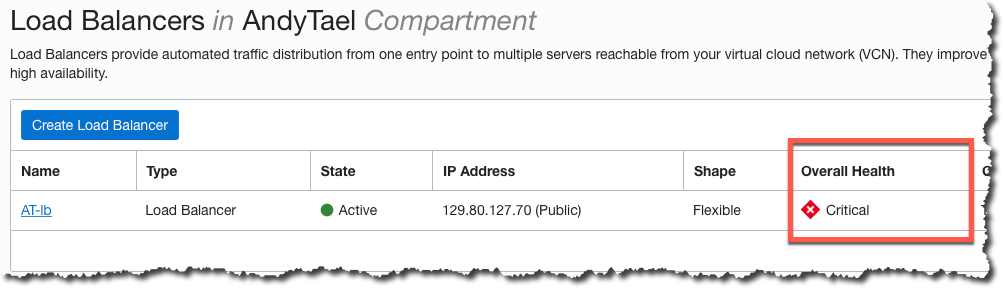 Load Balancers in AndyTael Compartment
Load Balancers provide automated traffic distribution from one entry point to multiple servers reachable from your virtual cloud network (VCN). They improve
high availability.
Create Load Balancer
Name Type State IP Address Shape Overall Health
AT-lb Load Balancer Active 129.80.127.70 (Public) Flexible Critical